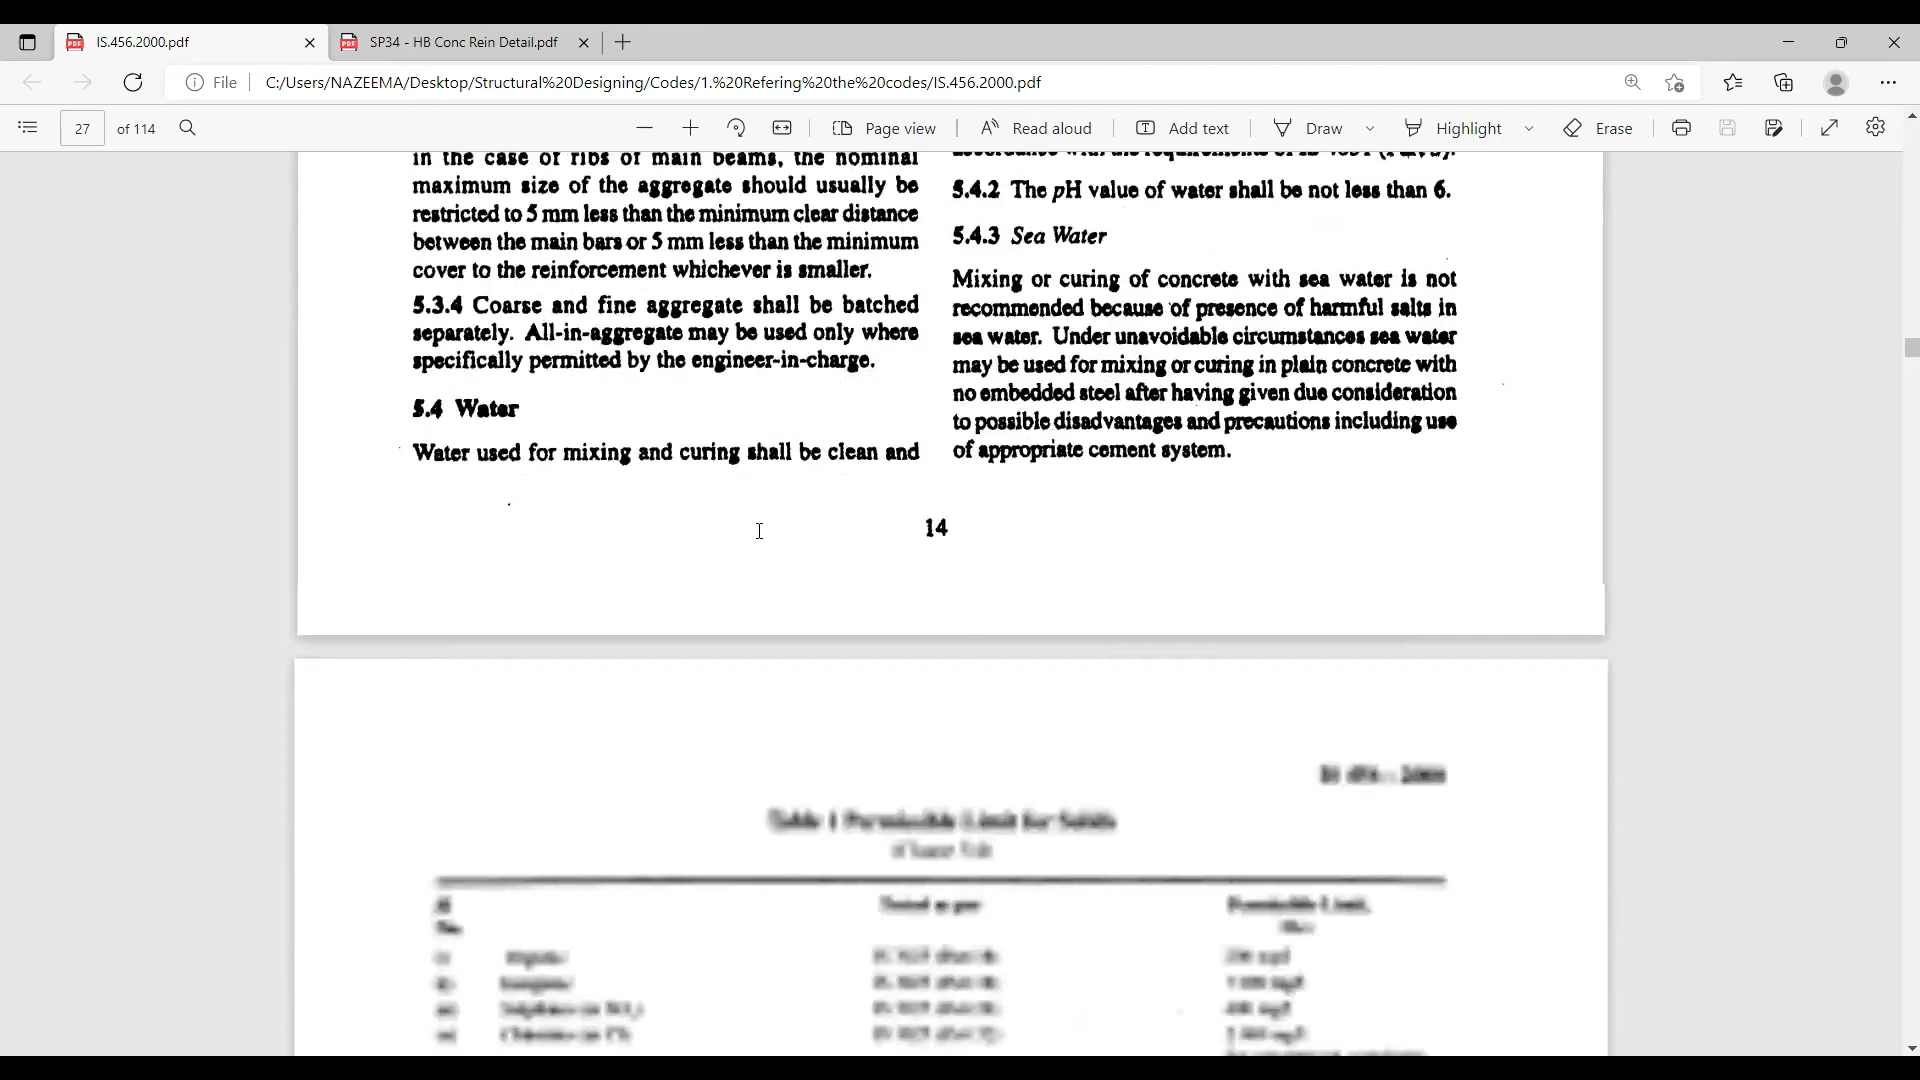 IS.456.2000.pdf
SP34 - HB Conc Rein Detail.pdf
File
C:/Users/NAZEEMA/Desktop/Structural%20Designing/Codes/1.%20Refering%20the%20codes/IS.456.2000.pdf
27 of 114
Page view
Read aloud
Add text
Draw
Highlight
Erase
in the case of ribs of main beams, the nominal
maximum size of the aggregate should usually be
restricted to 5 mm less than the minimum clear distance
between the main bars or 5 mm less than the minimum
cover to the reinforcement whichever is smaller.
5.3.4 Coarse and fine aggregate shall be batched
separately. All-in-aggregate may be used only where
specifically permitted by the engineer-in-charge.
5.4 Water
Water used for mixing and curing shall be clean and
5.4.2 The pH value of water shall be not less than 6.
5.4.3 Sea Water
Mixing or curing of concrete with sea water is not
recommended because of presence of harmful salts in
sea water. Under unavoidable circumstances sea water
may be used for mixing or curing in plain concrete with
no embedded steel after having given due consideration
to possible disadvantages and precautions including use
of appropriate cement system.
14
Table 1 Permissible Limit for Solids